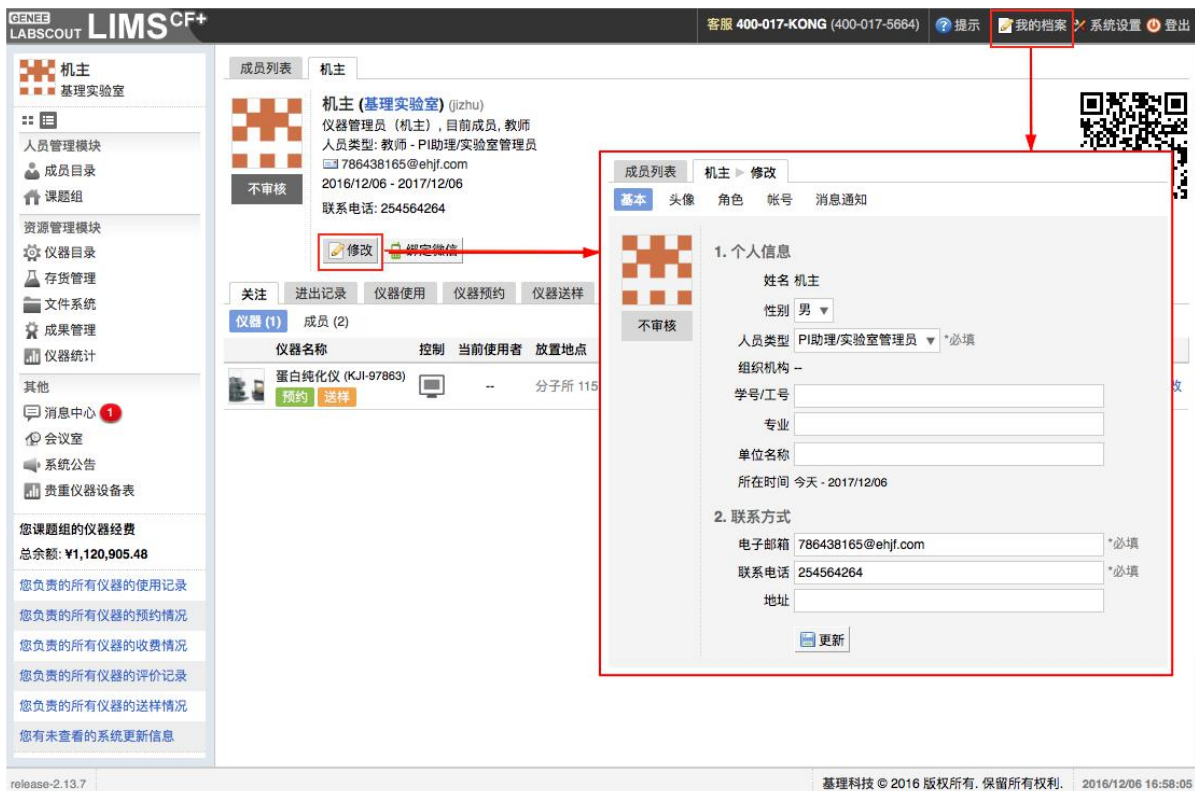 GENEE
LABSCOUT LIMS CF+
客服 400-017-KONG (400-017-5664) 提示 我的档案 系统设置 登出
机主
基理实验室
人员管理模块
成员目录
课题组
资源管理模块
仪器目录
存货管理
文件系统
成果管理
仪器统计
其他
消息中心 1
会议室
系统公告
贵重仪器设备表
您课题组的仪器经费
总余额: ¥1,120,905.48
您负责的所有仪器的使用记录
您负责的所有仪器的预约情况
您负责的所有仪器的收费情况
您负责的所有仪器的评价记录
您负责的所有仪器的送样情况
您有未查看的系统更新信息
成员列表 机主
机主 (基理实验室) (jizhu)
仪器管理员（机主）, 目前成员, 教师
人员类型: 教师 - PI助理/实验室管理员
786438165@ehjf.com
不审核
2016/12/06 - 2017/12/06
联系电话: 254564264
修改 绑定微信
关注 进出记录 仪器使用 仪器预约 仪器送样
仪器 (1) 成员 (2)
仪器名称 控制 当前使用者 放置地点
蛋白纯化仪 (KJI-97863) -- 分子所 115
预约 送样
成员列表 机主 ▶ 修改
基本 头像 角色 帐号 消息通知
不审核
1. 个人信息
姓名 机主
性别 男 ▼
人员类型 PI助理/实验室管理员 ▼ *必填
组织机构 --
学号/工号
专业
单位名称
所在时间 今天 - 2017/12/06
2. 联系方式
电子邮箱 786438165@ehjf.com *必填
联系电话 254564264 *必填
地址
更新
release-2.13.7
基理科技 © 2016 版权所有. 保留所有权利. 2016/12/06 16:58:05